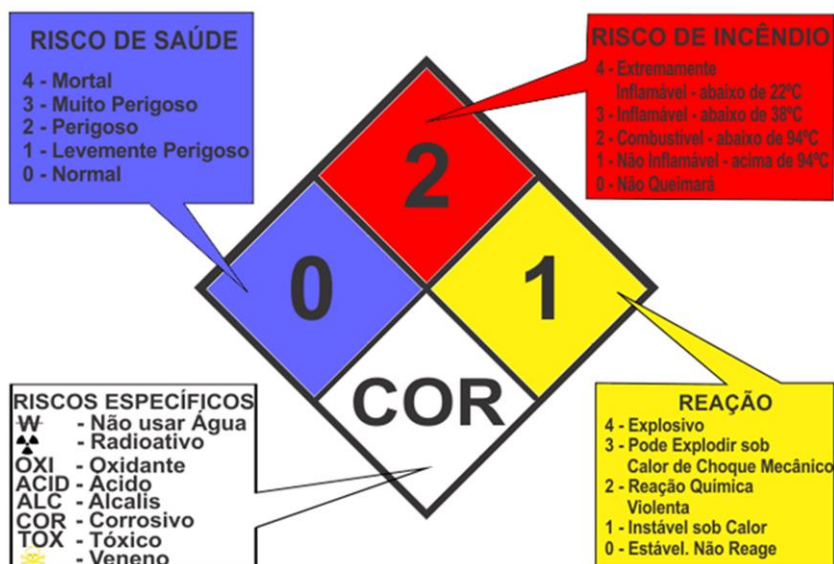 RISCO DE SAÚDE
4 - Mortal
3 - Muito Perigoso
2 - Perigoso
1 - Levemente Perigoso
0 - Normal
RISCO DE INCÊNDIO
4 - Extremamente
Inflamável - abaixo de 22ºC
3 - Inflamável - abaixo de 38ºC
2 - Combustível - abaixo de 94ºC
1 - Não Inflamável - acima de 94ºC
0 - Não Queimará
2
0
1
COR
RISCOS ESPECÍFICOS
W - Não usar Água
- Radioativo
OXI - Oxidante
ACID - Ácido
ALC - Alcalis
COR - Corrosivo
TOX - Tóxico
- Veneno
REAÇÃO
4 - Explosivo
3 - Pode Explodir sob
Calor de Choque Mecânico
2 - Reação Química
Violenta
1 - Instável sob Calor
0 - Estável. Não Reage